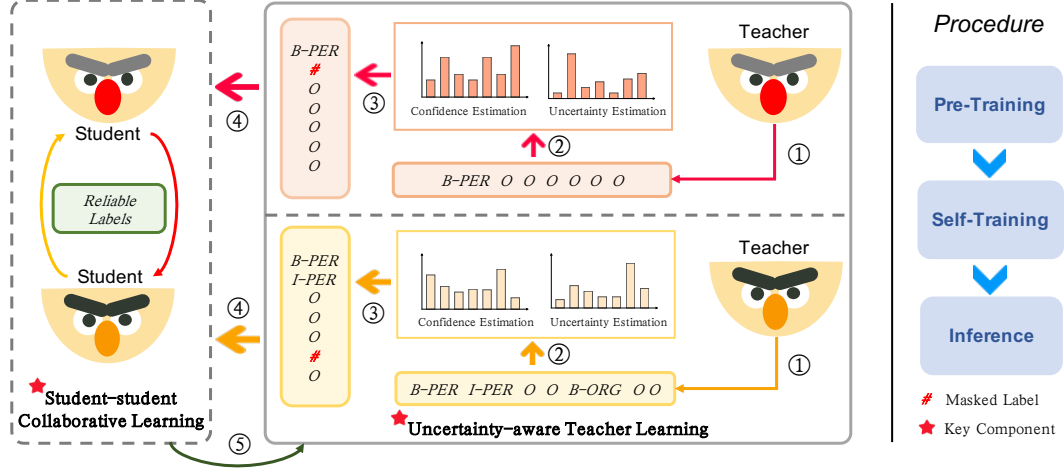 Student
Reliable
Labels
Student
④
④
Student-student
Collaborative Learning
⑤
B-PER
#
O
O
O
O
O
③
Confidence Estimation
Uncertainty Estimation
②
B-PER O O O O O O
Teacher
①
B-PER
I-PER
O
O
O
#
O
③
Confidence Estimation
Uncertainty Estimation
②
B-PER I-PER O O B-ORG O O
Teacher
①
Uncertainty-aware Teacher Learning
Procedure
Pre-Training
Self-Training
Inference
# Masked Label
Key Component